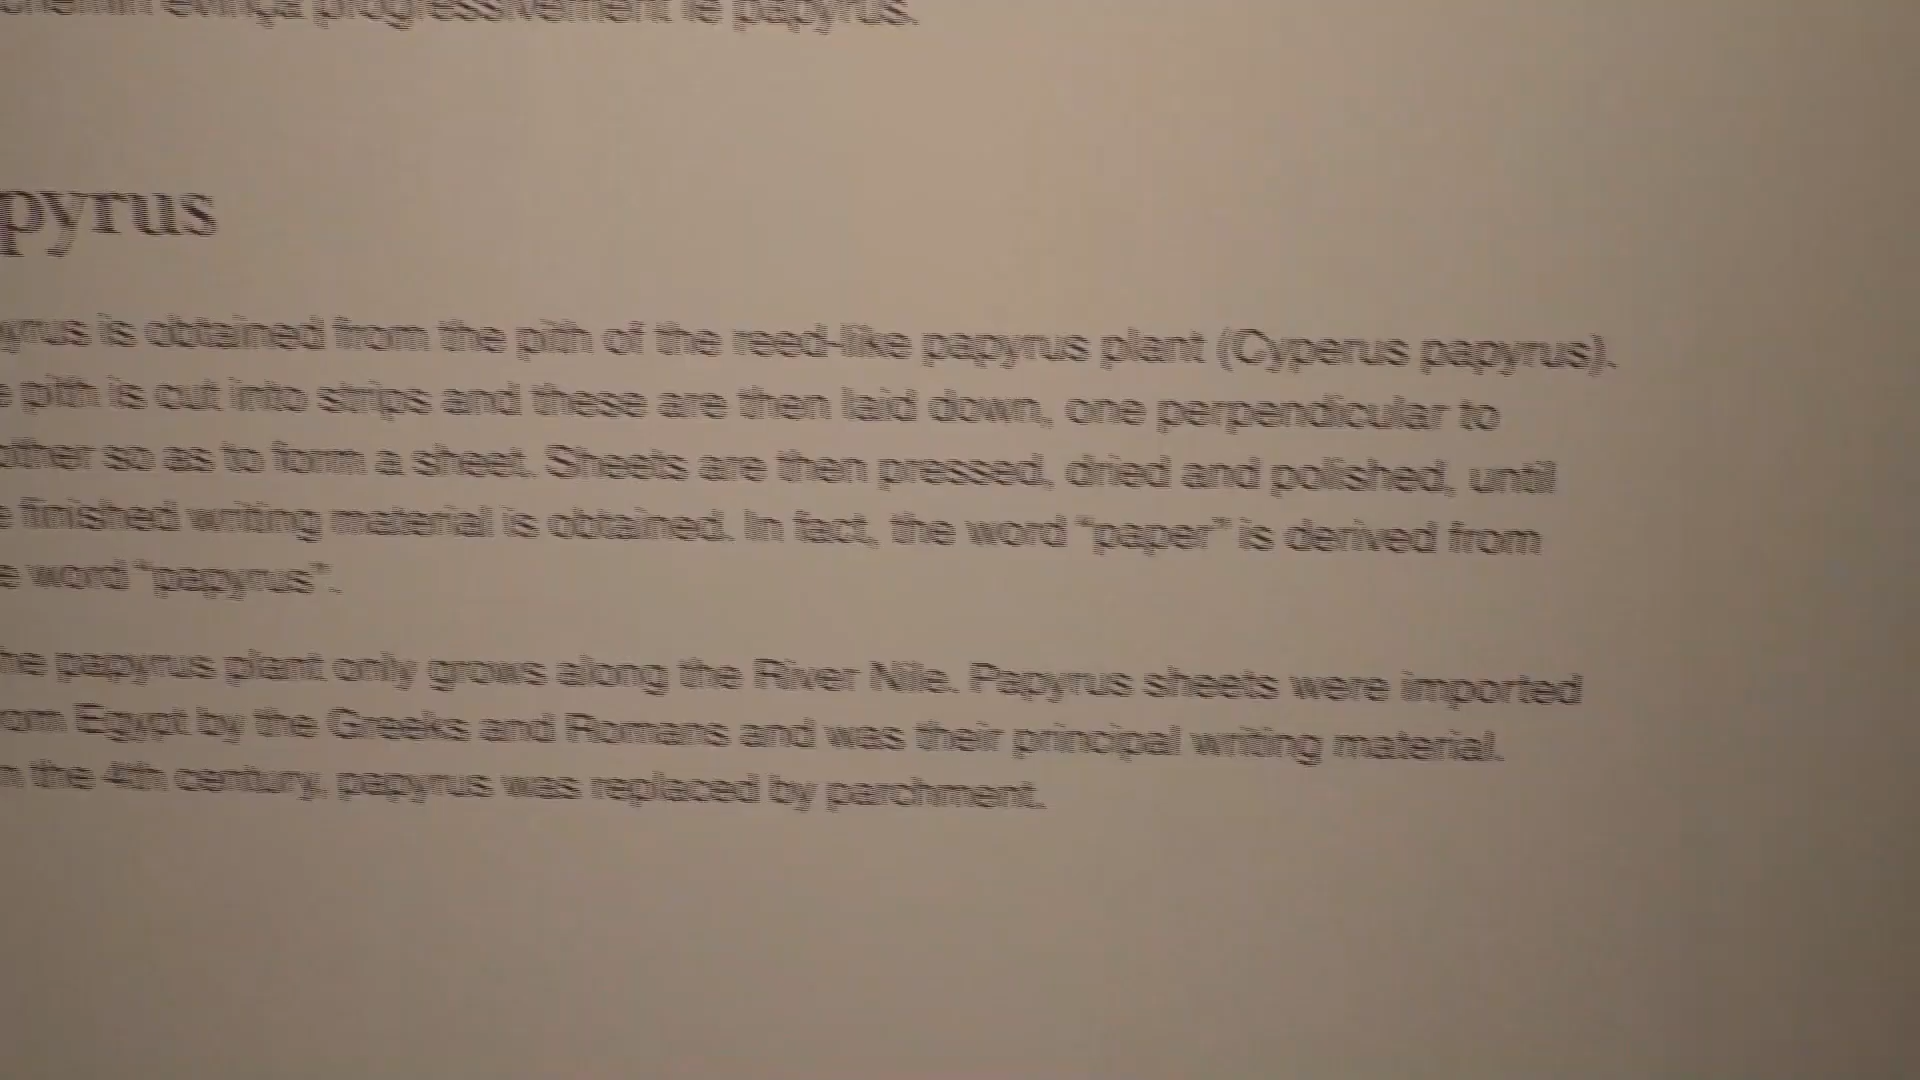 progressivement le papyrus.
pyrus
yrus is obtained from the pith of the reed-like papyrus plant (Cyperus papyrus).
e pith is cut into strips and these are then laid down, one perpendicular to
other so as to form a sheet. Sheets are then pressed, dried and polished, until
e finished writing material is obtained. In fact, the word “paper” is derived from
e word “papyrus”.
he papyrus plant only grows along the River Nile. Papyrus sheets were imported
om Egypt by the Greeks and Romans and was their principal writing material.
n the 4th century, papyrus was replaced by parchment.